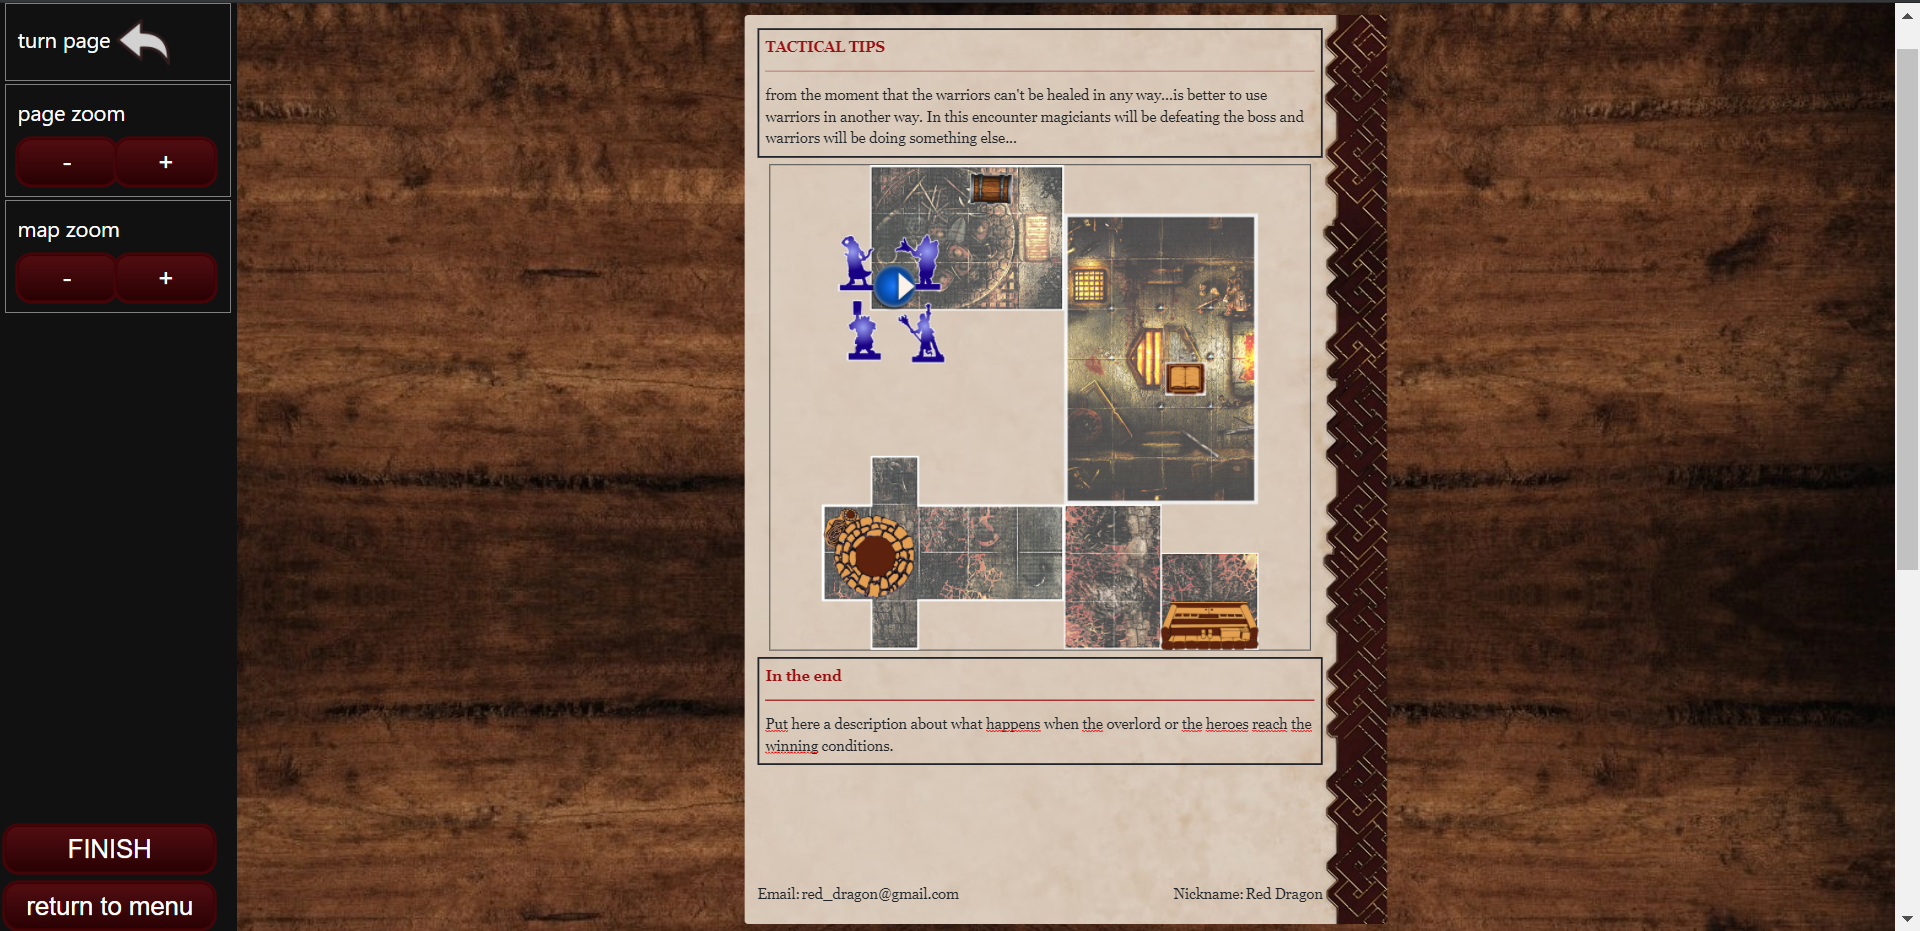 turn page
page zoom
- +
map zoom
- +
FINISH
return to menu
TACTICAL TIPS
from the moment that the warriors can't be healed in any way...is better to use
warriors in another way. In this encounter magiciants will be defeating the boss and
warriors will be doing something else...
In the end
Put here a description about what happens when the overlord or the heroes reach the
winning conditions.
Email: red_dragon@gmail.com
Nickname: Red Dragon